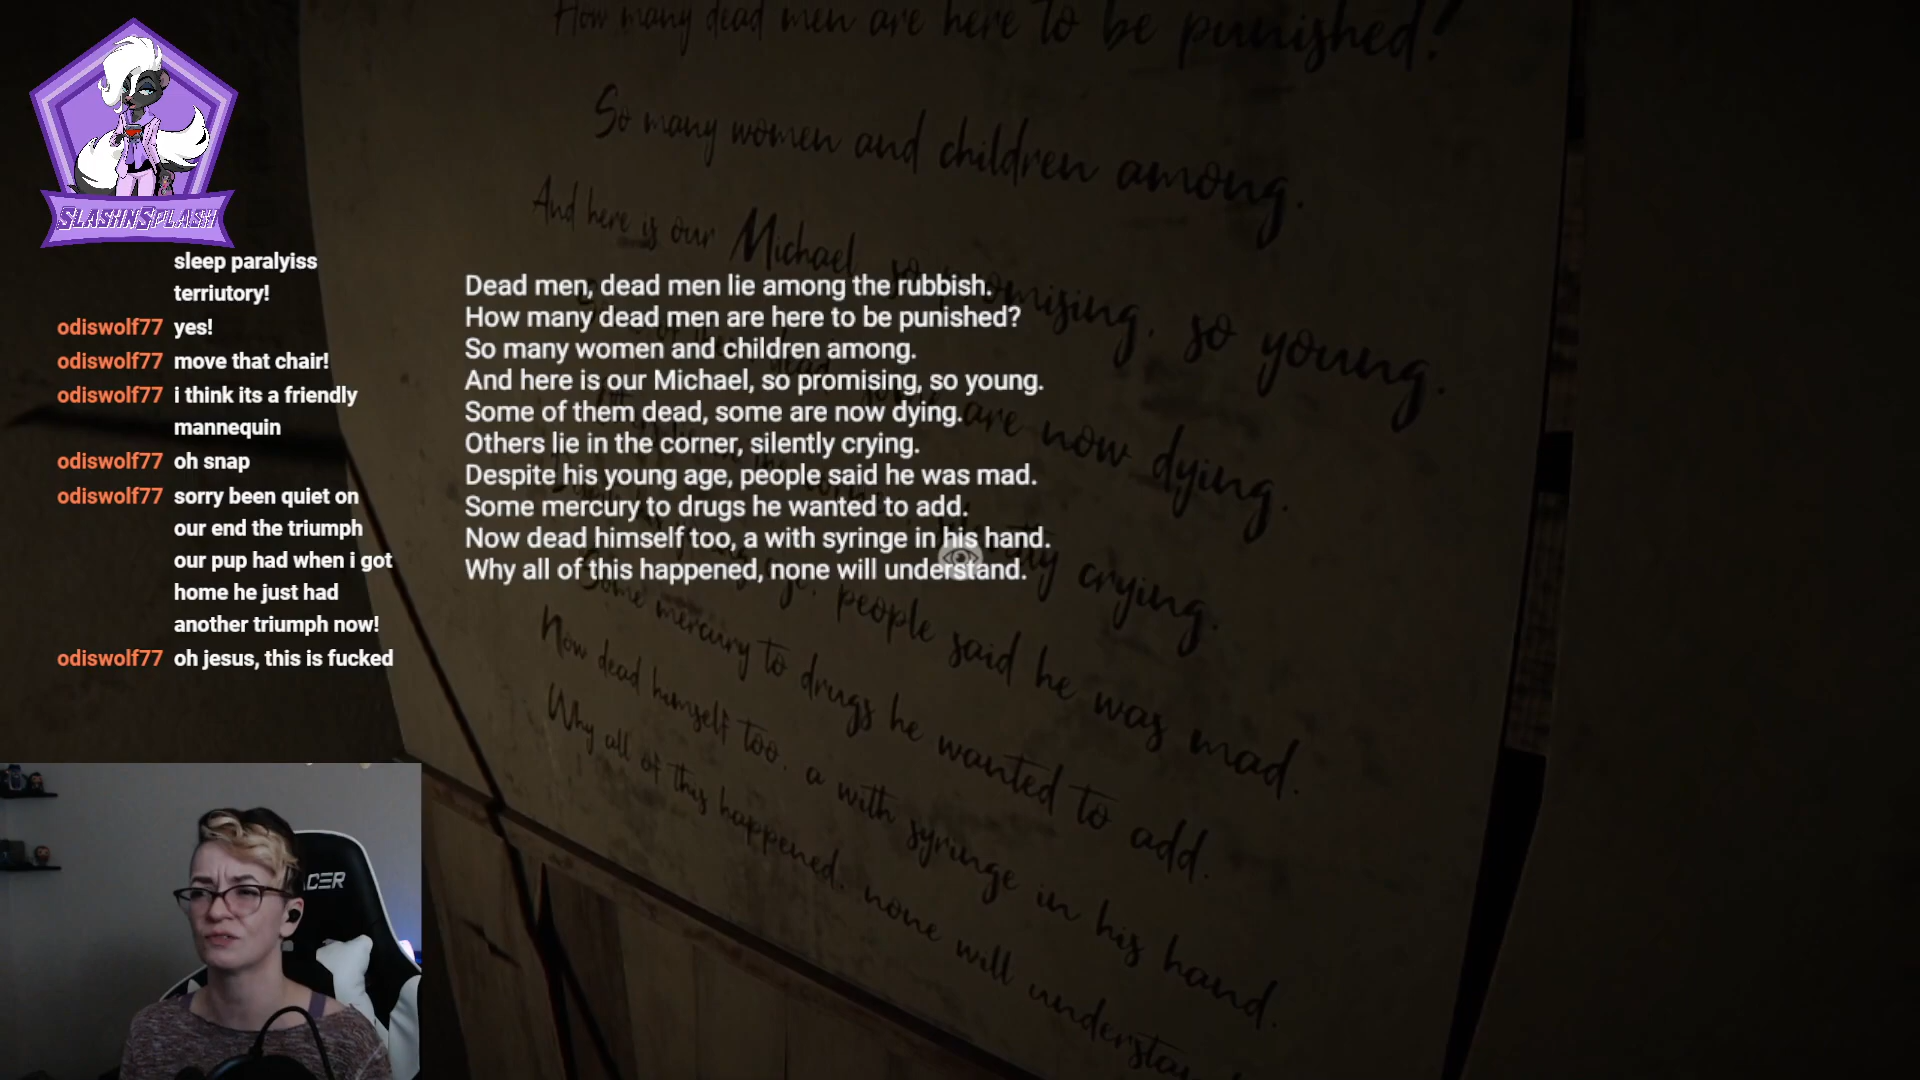 SLASHNSPLASH
sleep paralyiss
terriutory!
odiswolf77 yes!
odiswolf77 move that chair!
odiswolf77 i think its a friendly
mannequin
odiswolf77 oh snap
odiswolf77 sorry been quiet on
our end the triumph
our pup had when i got
home he just had
another triumph now!
odiswolf77 oh jesus, this is fucked
Dead men, dead men lie among the rubbish.
How many dead men are here to be punished?
So many women and children among.
And here is our Michael, so promising, so young.
Some of them dead, some are now dying.
Others lie in the corner, silently crying.
Despite his young age, people said he was mad.
Some mercury to drugs he wanted to add.
Now dead himself too, a with syringe in his hand.
Why all of this happened, none will understand.
How many dead men are here to be punished?
So many women and children among.
And here is our Michael, so promising, so young.
are now dying.
crying.
people said he was mad.
Some mercury to drugs he wanted to add.
Now dead himself too, a with syringe in his hand.
Why all of this happened, none will
CER